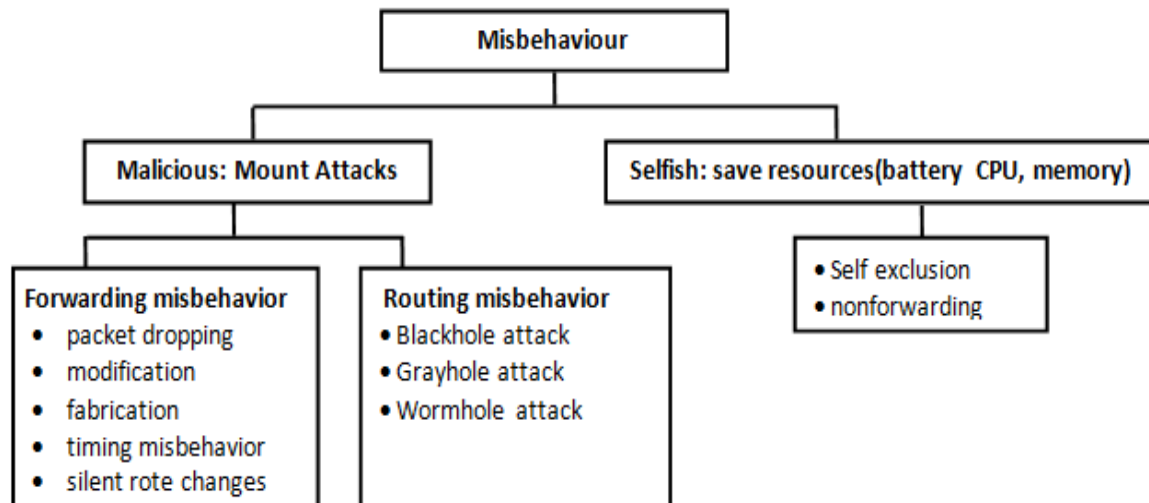 Misbehaviour
Malicious: Mount Attacks
Selfish: save resources(battery CPU, memory)
Forwarding misbehavior
• packet dropping
• modification
• fabrication
• timing misbehavior
• silent rote changes
Routing misbehavior
• Blackhole attack
• Grayhole attack
• Wormhole attack
• Self exclusion
• nonforwarding